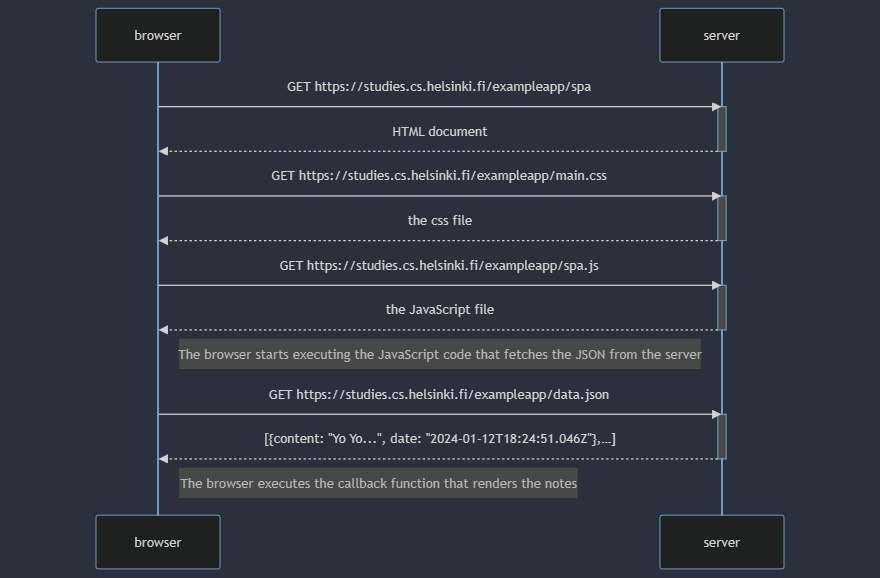 browser
server
GET https://studies.cs.helsinki.fi/exampleapp/spa
HTML document
GET https://studies.cs.helsinki.fi/exampleapp/main.css
the css file
GET https://studies.cs.helsinki.fi/exampleapp/spa.js
the JavaScript file
The browser starts executing the JavaScript code that fetches the JSON from the server
GET https://studies.cs.helsinki.fi/exampleapp/data.json
[{content: "Yo Yo...", date: "2024-01-12T18:24:51.046Z"},...]
The browser executes the callback function that renders the notes
browser
server